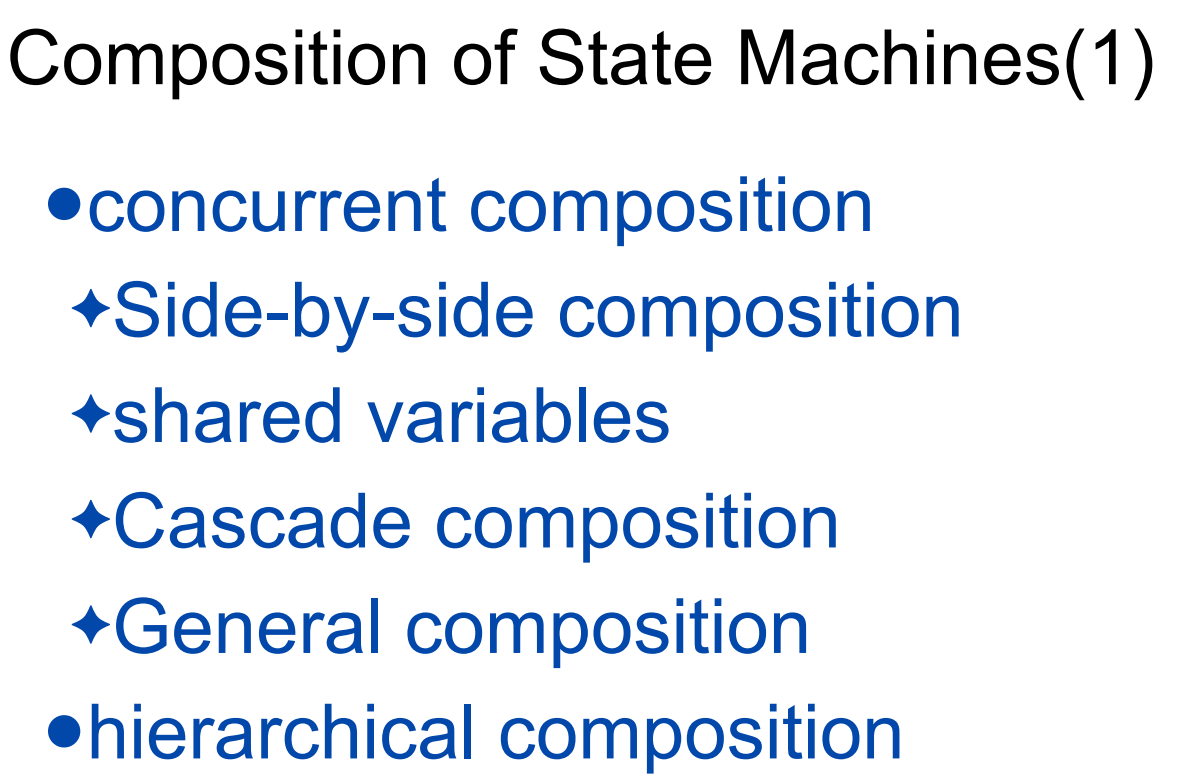 Composition of State Machines(1)
●concurrent composition
✦Side-by-side composition
✦shared variables
✦Cascade composition
✦General composition
●hierarchical composition